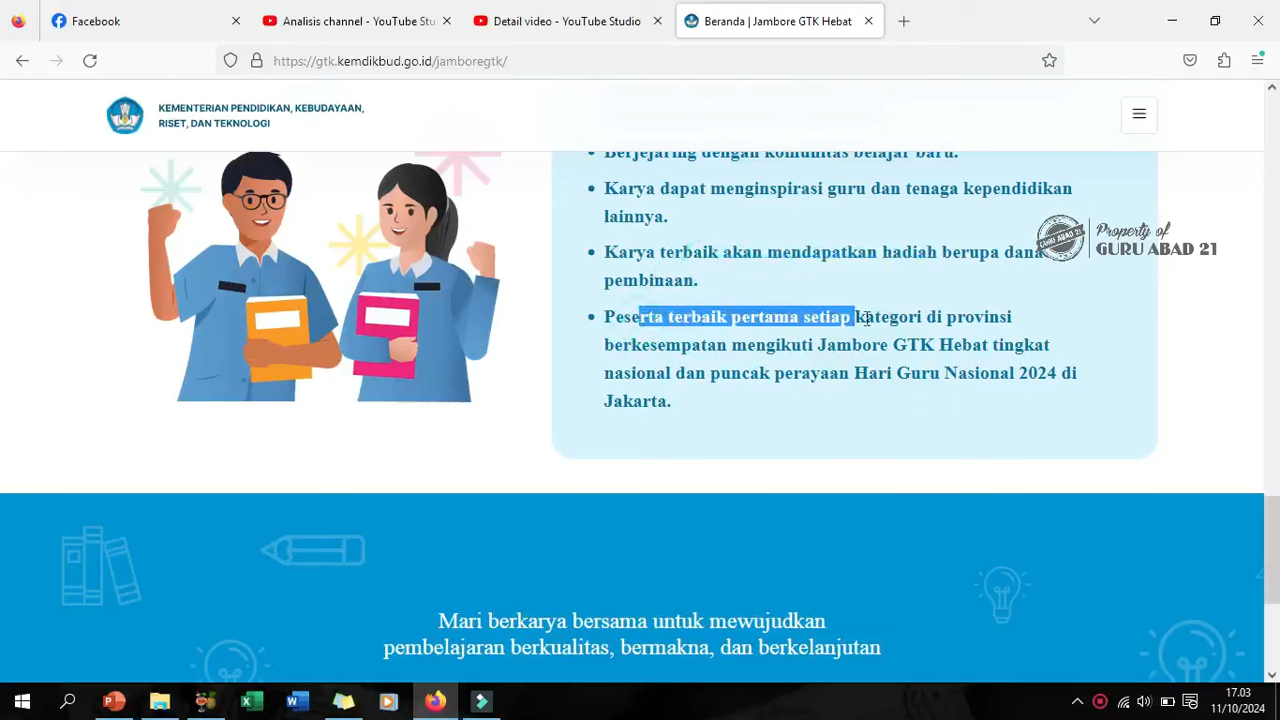 Facebook
Analisis channel - YouTube Stu
Detail video - YouTube Studio
Beranda | Jambore GTK Hebat
https://gtk.kemdikbud.go.id/jamboregtk/
KEMENTERIAN PENDIDIKAN, KEBUDAYAAN,
RISET, DAN TEKNOLOGI
Berjejaring dengan komunitas belajar baru.
Karya dapat menginspirasi guru dan tenaga kependidikan
lainnya.
Property of
GURU ABAD 21
Karya terbaik akan mendapatkan hadiah berupa dana
pembinaan.
Peserta terbaik pertama setiap kategori di provinsi
berkesempatan mengikuti Jambore GTK Hebat tingkat
nasional dan puncak perayaan Hari Guru Nasional 2024 di
Jakarta.
Mari berkarya bersama untuk mewujudkan
pembelajaran berkualitas, bermakna, dan berkelanjutan
17.03
11/10/2024